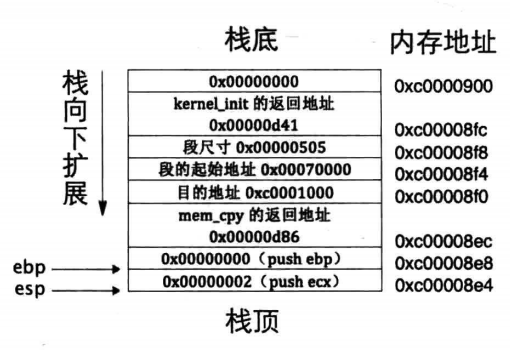 栈底
内存地址
栈向下扩展
0x00000000
0xc0000900
kernel_init 的返回地址
0x00000d41
0xc00008fc
段尺寸 0x00000505
0xc00008f8
段的起始地址 0x00070000
0xc00008f4
目的地址 0xc0001000
0xc00008f0
mem_cpy 的返回地址
0x00000d86
0xc00008ec
ebp
0x00000000（push ebp）
0xc00008e8
esp
0x00000002（push ecx）
0xc00008e4
栈顶